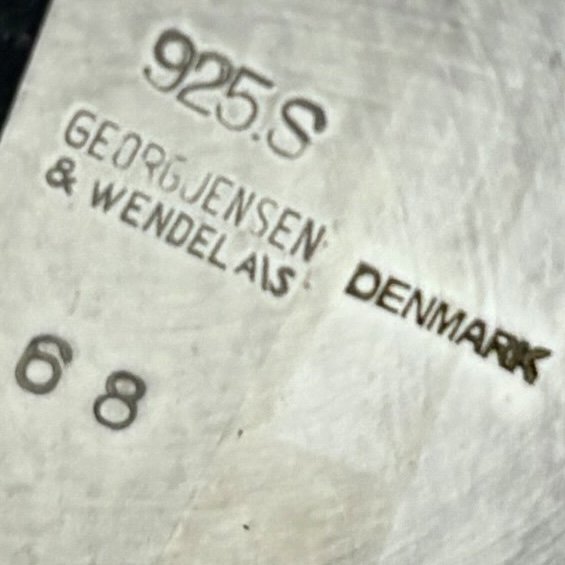 925.S
GEORG JENSEN
& WENDEL A\S
DENMARK
68